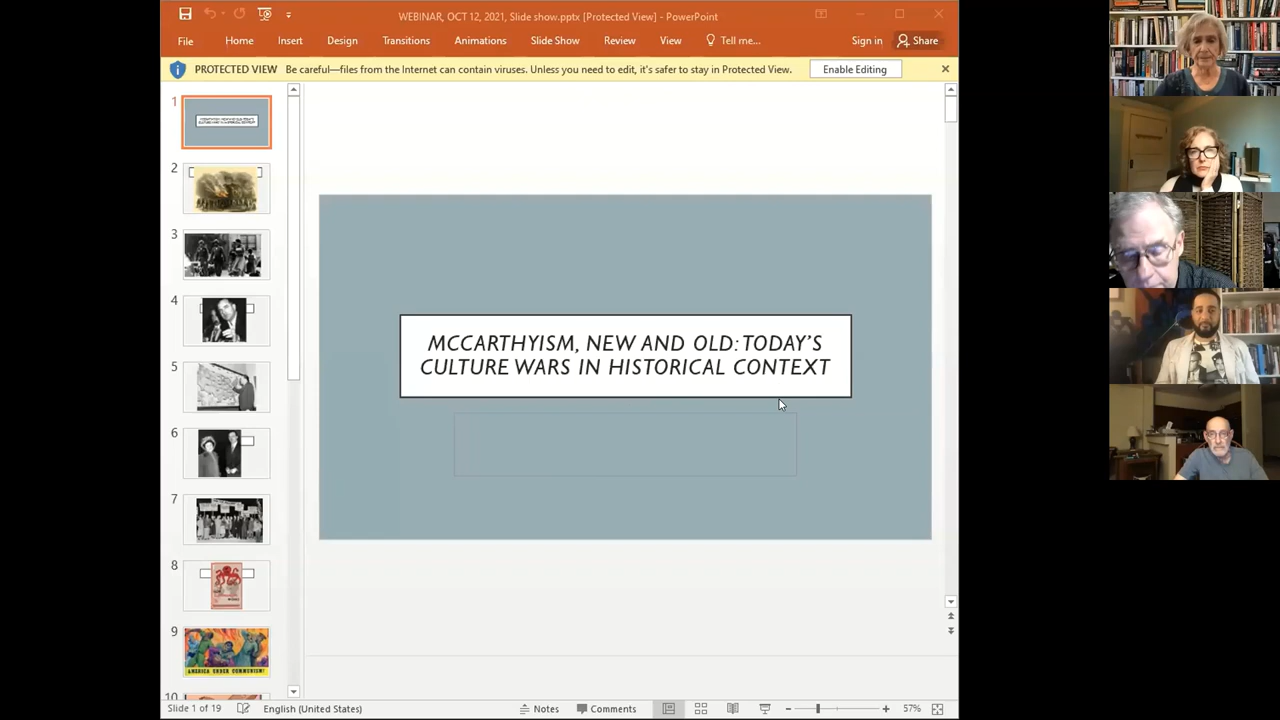 WEBINAR, OCT 12, 2021, Slide show.pptx [Protected View] - PowerPoint
File Home Insert Design Transitions Animations Slide Show Review View Tell me... Sign in Share
PROTECTED VIEW Be careful—files from the Internet can contain viruses. Unless you need to edit, it's safer to stay in Protected View. Enable Editing
1
2
3
4
5
6
7
8
9
AMERICA UNDER COMMUNISM!
10
MCCARTHYISM, NEW AND OLD: TODAY'S
CULTURE WARS IN HISTORICAL CONTEXT
Slide 1 of 19 English (United States) Notes Comments 57%